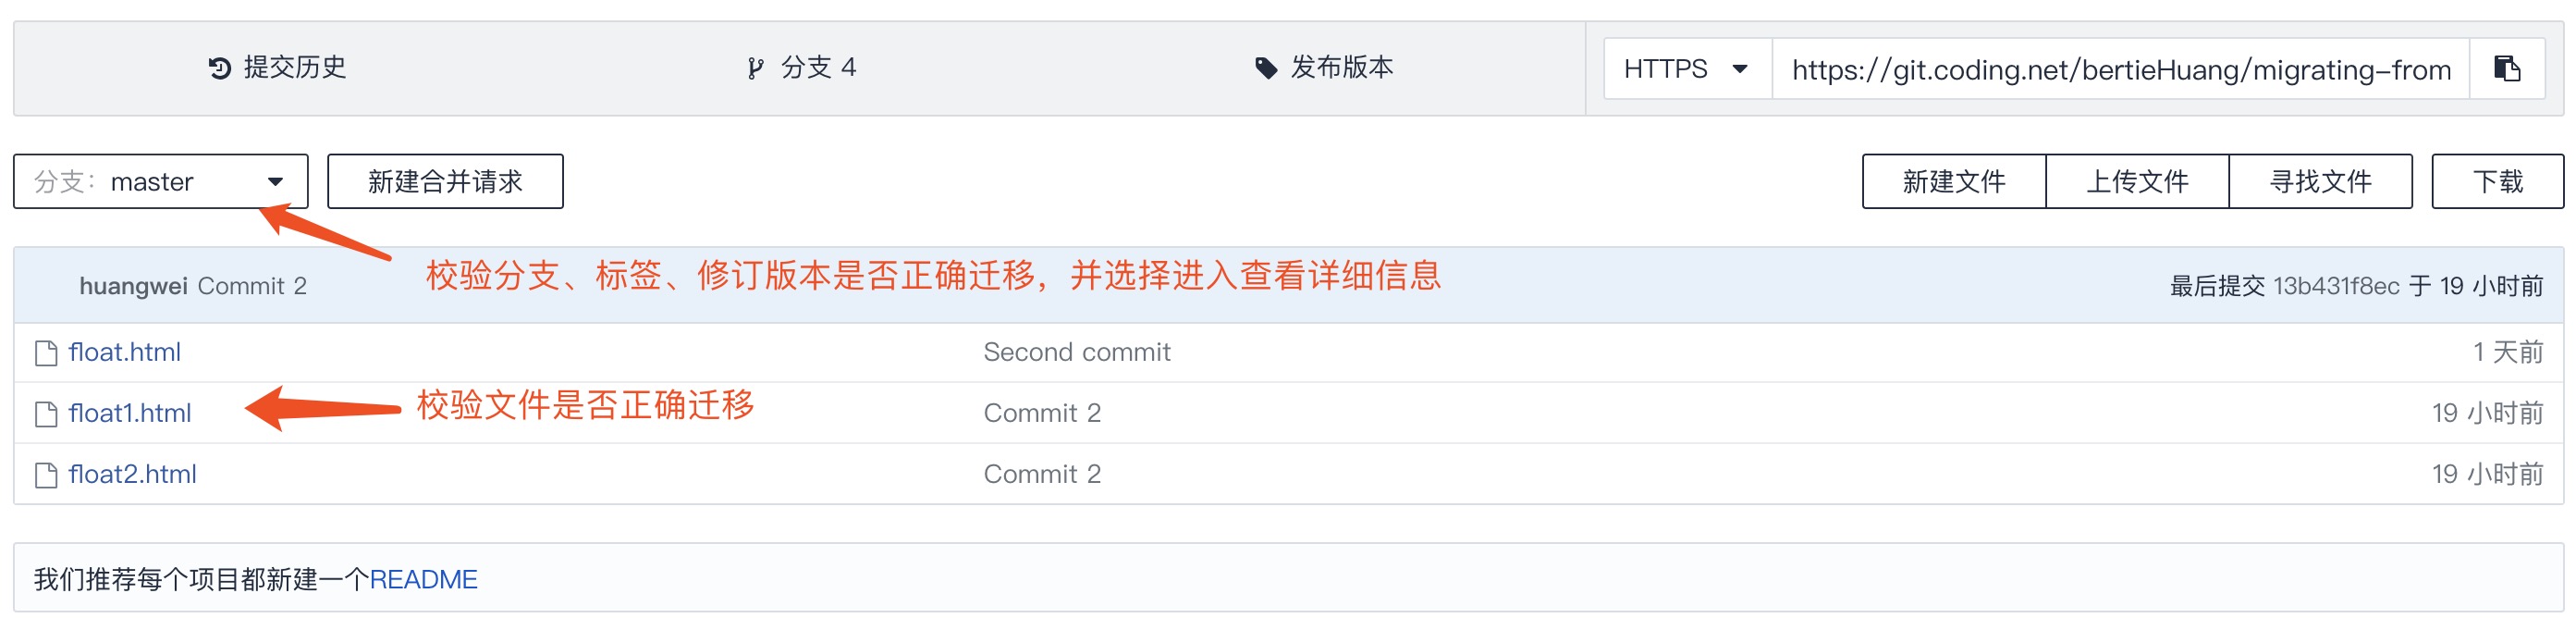 提交历史 分支 4 发布版本 HTTPS https://git.coding.net/bertieHuang/migrating-from
分支：master 新建合并请求 新建文件 上传文件 寻找文件 下载
校验分支、标签、修订版本是否正确迁移，并选择进入查看详细信息
huangwei Commit 2 最后提交 13b431f8ec 于 19 小时前
float.html Second commit 1 天前
float1.html 校验文件是否正确迁移 Commit 2 19 小时前
float2.html Commit 2 19 小时前
我们推荐每个项目都新建一个README